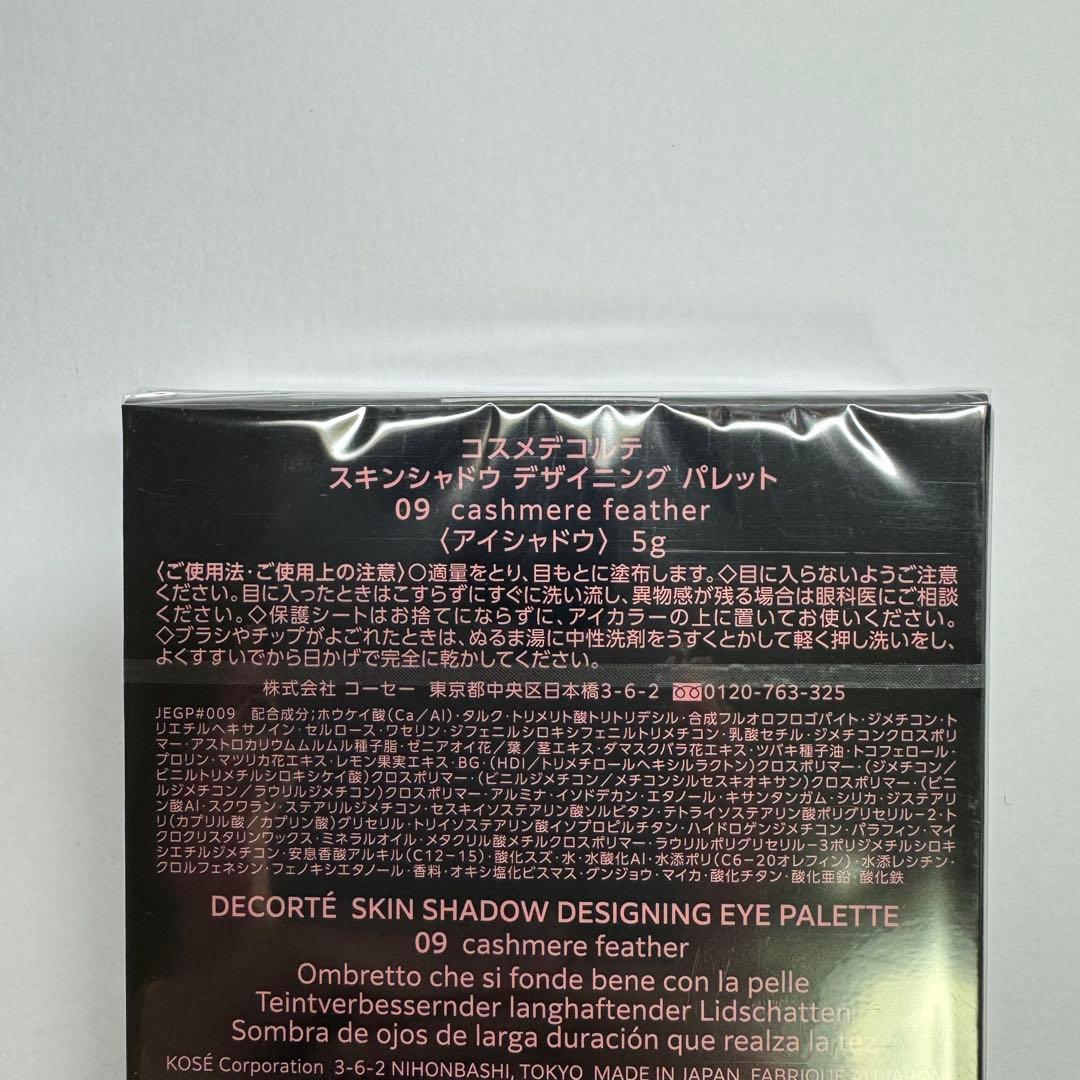 コスメデコルテ
スキンシャドウ デザイニング パレット
09 cashmere feather
〈アイシャドウ〉 5g
〈ご使用法・ご使用上の注意〉○適量をとり、目もとに塗布します。◇目に入らないようご注意
ください。目に入ったときはこすらずにすぐに洗い流し、異物感が残る場合は眼科医にご相談
ください。◇保護シートはお捨てにならずに、アイカラーの上に置いてお使いください。
◇ブラシやチップがよごれたときは、ぬるま湯に中性洗剤をうすくとかして軽く押し洗いをし、
よくすすいでから日かげで完全に乾かしてください。
株式会社 コーセー 東京都中央区日本橋3-6-2 0120-763-325
JEGP#009 配合成分;ホウケイ酸(Ca/Al)・タルク・トリメリト酸トリトリデシル・合成フルオロフロゴパイト・ジメチコン・ト
リエチルヘキサノイン・セルロース・ワセリン・ジフェニルシロキシフェニルトリメチコン・乳酸セチル・ジメチコンクロスポリ
マー・アストロカリウムムルムル種子脂・ゼニアオイ花/葉/茎エキス・ダマスクバラ花エキス・ツバキ種子油・トコフェロール・
プロリン・マツリカ花エキス・レモン果実エキス・BG・(HDI/トリメチロールヘキシルラクトン)クロスポリマー・(ジメチコン/
ビニルトリメチルシロキシケイ酸)クロスポリマー・(ビニルジメチコン/メチコンシルセスキオキサン)クロスポリマー・(ビニ
ルジメチコン/ラウリルジメチコン)クロスポリマー・アルミナ・イソドデカン・エタノール・キサンタンガム・シリカ・ジステアリ
ン酸Al・スクワラン・ステアリルジメチコン・セスキイソステアリン酸ソルビタン・テトライソステアリン酸ポリグリセリル-2・ト
リ(カプリル酸/カプリン酸)グリセリル・トリイソステアリン酸イソプロピルチタン・ハイドロゲンジメチコン・パラフィン・マイ
クロクリスタリンワックス・ミネラルオイル・メタクリル酸メチルクロスポリマー・ラウリルポリグリセリル-3ポリジメチルシロキ
シエチルジメチコン・安息香酸アルキル(C12-15)・酸化スズ・水・水酸化Al・水添ポリ(C6-20オレフィン)・水添レシチン・
クロルフェネシン・フェノキシエタノール・香料・オキシ塩化ビスマス・グンジョウ・マイカ・酸化チタン・酸化亜鉛・酸化鉄
DECORTÉ SKIN SHADOW DESIGNING EYE PALETTE
09 cashmere feather
Ombretto che si fonde bene con la pelle
Teintverbessernder langhaftender Lidschatten
Sombra de ojos de larga duración que realza la tez
KOSÉ Corporation 3-6-2 NIHONBASHI, TOKYO MADE IN JAPAN FABRIQUÉ AU JAPON